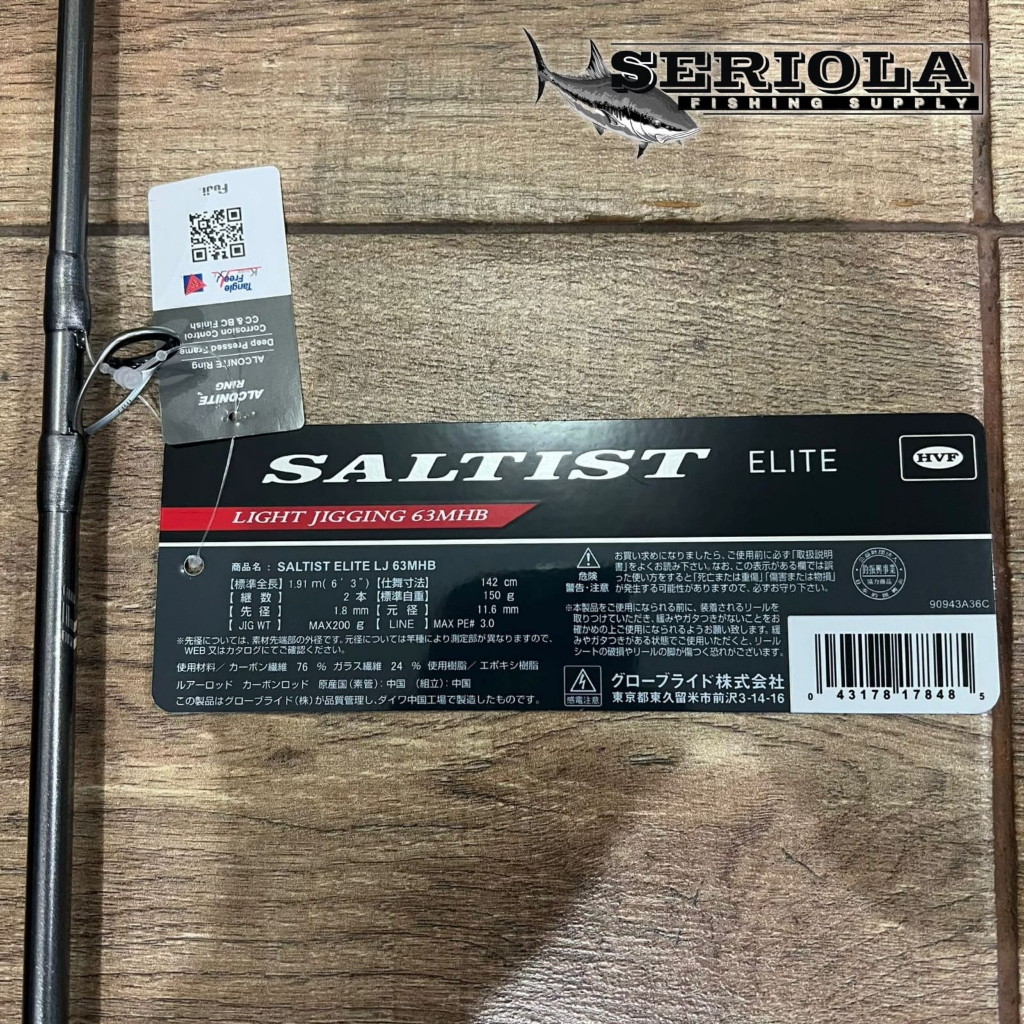 SERIOLA
FISHING SUPPLY
Fuji
Tangle
Free
CC & BC Finish
Corrosion Control
Deep Pressed Frame
ALCONITE Ring
RING
ALCONITE
SALTIST ELITE
HVF
LIGHT JIGGING 63MHB
商品名 : SALTIST ELITE LJ 63MHB
【標準全長】 1.91 m ( 6' 3") 【仕舞寸法】 142 cm
【継数】 2 本 【標準自重】 150 g
【先径】 1.8 mm 【元径】 11.6 mm
【JIG WT】 MAX200 g 【LINE】 MAX PE# 3.0
※先径については、素材先端部の外径です。元径については竿種により測定部が異なりますので、
WEB又はカタログにてご確認ください。
使用材料/ カーボン繊維 76 % ガラス繊維 24 % 使用樹脂/ エポキシ樹脂
ルアーロッド カーボンロッド 原産国(素管): 中国 (組立): 中国
この製品はグローブライド(株)が品質管理し、ダイワ中国工場で製造したものです。
危険
警告・注意
お買い求めになりましたら、ご使用前に必ず「取扱説明
書」をよくお読み下さい。なお、この表示がある欄では誤
った使い方をすると、「死亡または重傷」「傷害または物損」
が発生する可能性がありますので、必ずお守り下さい。
※本製品をご使用になられる前に、装着されるリールを
取りつけていただき、緩みやガタつきがないことをお
確かめの上ご使用になられるようお願い致します。緩
みやガタつきがある状態でご使用いただくと、リール
シートの破損やリールの脚が傷つく恐れがございます。
感電注意
グローブライド株式会社
東京都東久留米市前沢3-14-16
釣振興事業
協力商品
90943A36C
0 43178 17848 5